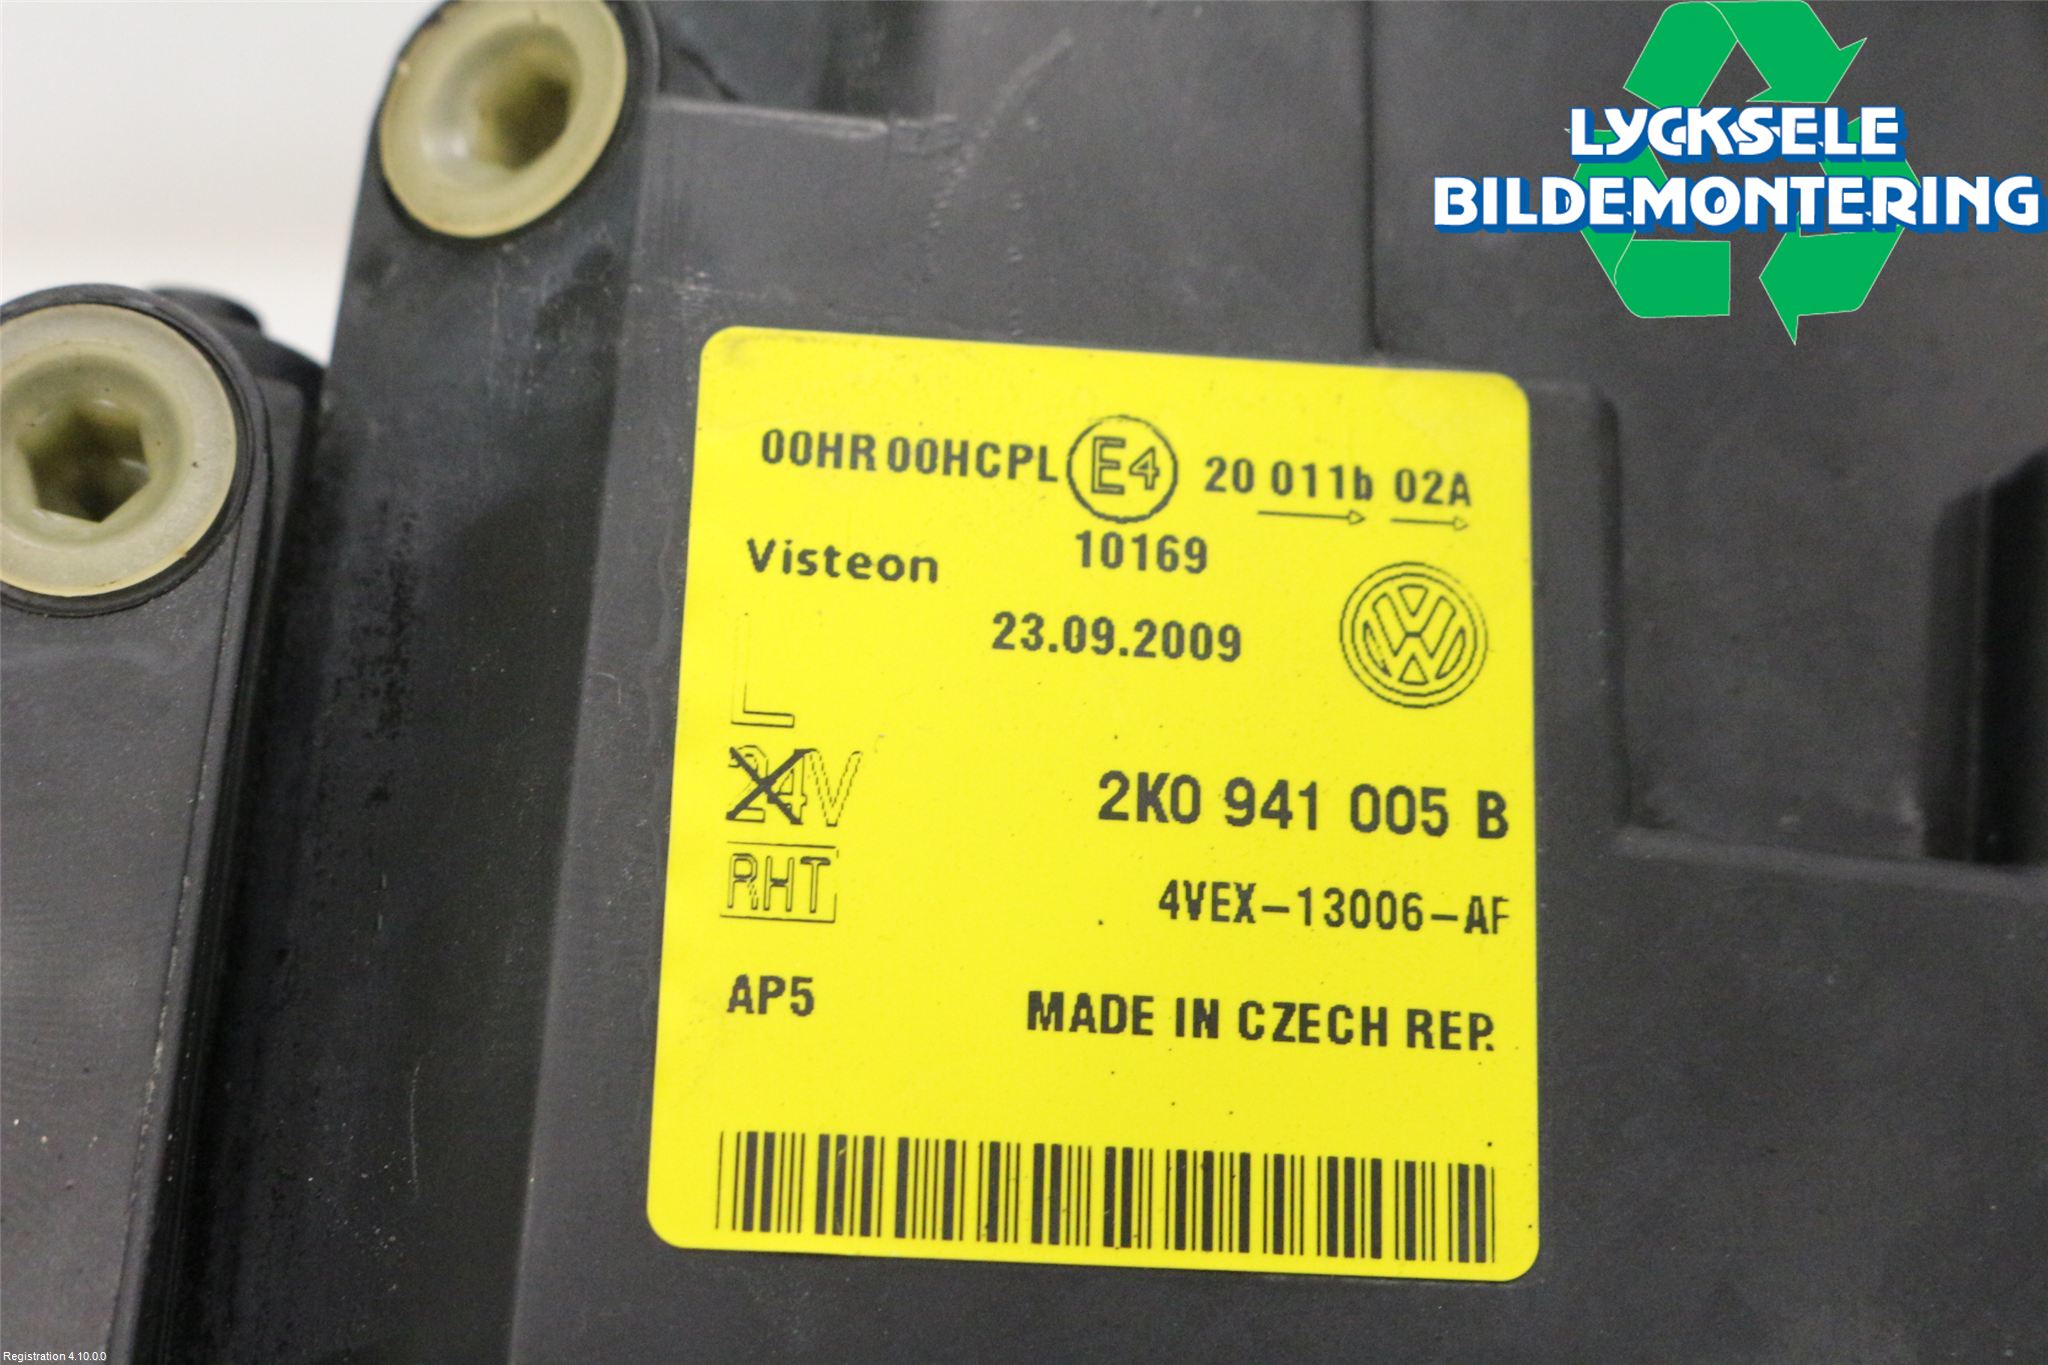 LYCKSELE
BILDEMONTERING
00HR 00HCPL E4 20 011b 02A
10169
Visteon
23.09.2009
L
24V
RHT
2K0 941 005 B
4VEX-13006-AF
AP5
MADE IN CZECH REP.
Registration 4.10.0.0